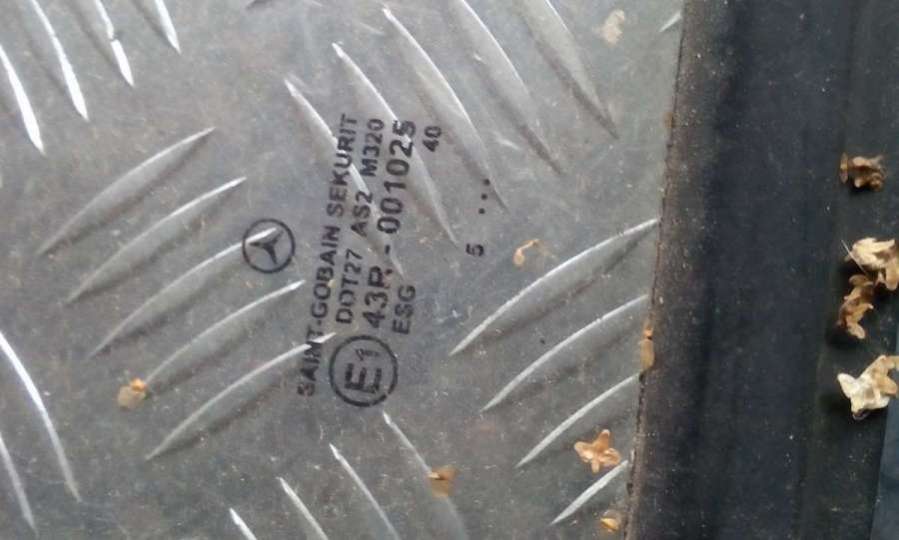 SAINT-GOBAIN SEKURIT
DOT27 AS2 M320
E1 43R - 001025
ESG 40
5 ...